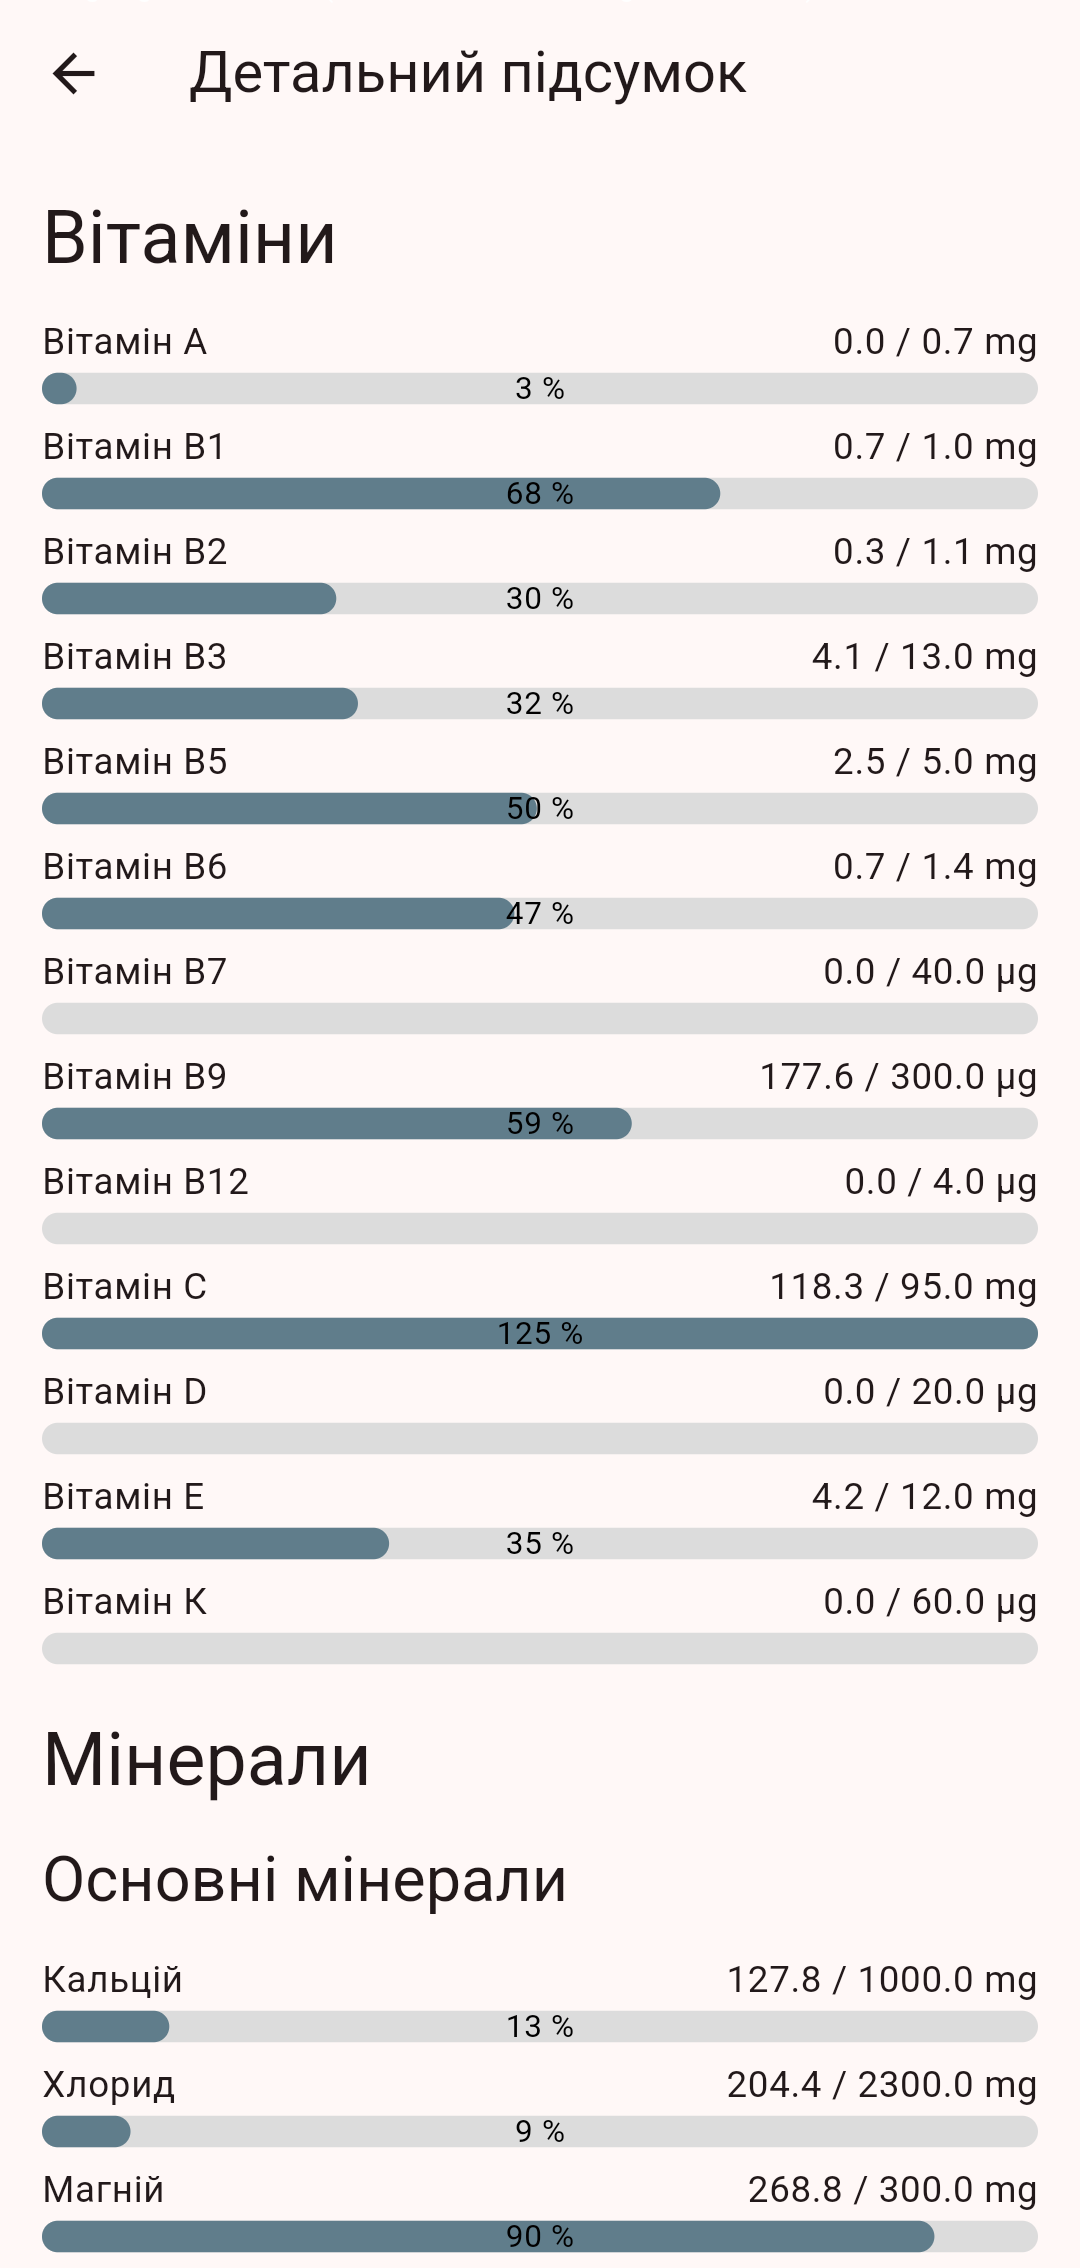 Детальний підсумок
Вітаміни
Вітамін A 0.0 / 0.7 mg
3 %
Вітамін B1 0.7 / 1.0 mg
68 %
Вітамін B2 0.3 / 1.1 mg
30 %
Вітамін B3 4.1 / 13.0 mg
32 %
Вітамін B5 2.5 / 5.0 mg
50 %
Вітамін B6 0.7 / 1.4 mg
47 %
Вітамін B7 0.0 / 40.0 µg
Вітамін B9 177.6 / 300.0 µg
59 %
Вітамін B12 0.0 / 4.0 µg
Вітамін C 118.3 / 95.0 mg
125 %
Вітамін D 0.0 / 20.0 µg
Вітамін E 4.2 / 12.0 mg
35 %
Вітамін К 0.0 / 60.0 µg
Мінерали
Основні мінерали
Кальцій 127.8 / 1000.0 mg
13 %
Хлорид 204.4 / 2300.0 mg
9 %
Магній 268.8 / 300.0 mg
90 %